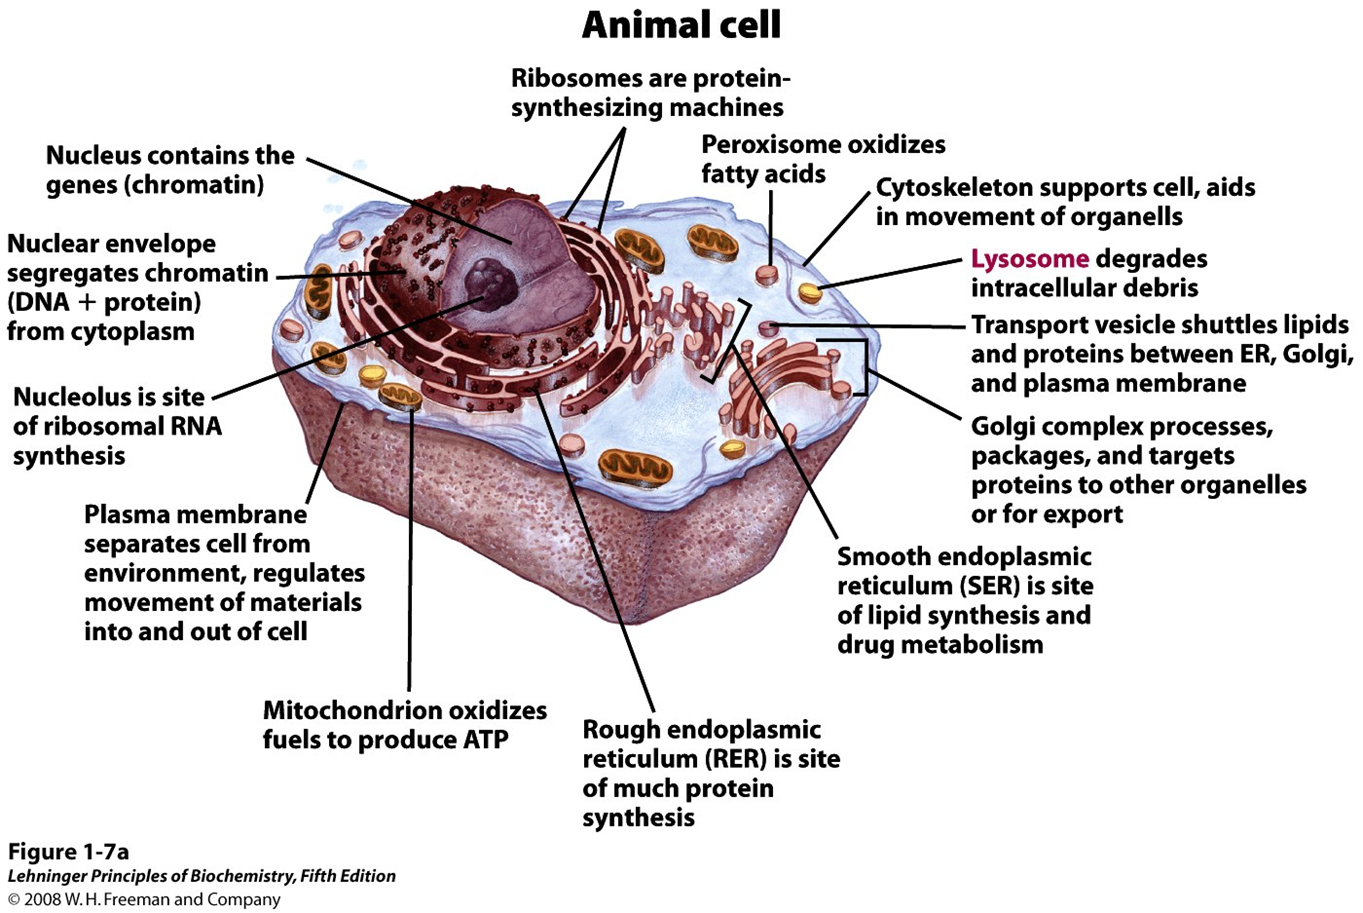 Animal cell
Ribosomes are protein-
synthesizing machines
Nucleus contains the
genes (chromatin)
Peroxisome oxidizes
fatty acids
Cytoskeleton supports cell, aids
in movement of organells
Nuclear envelope
segregates chromatin
(DNA + protein)
from cytoplasm
Lysosome degrades
intracellular debris
Transport vesicle shuttles lipids
and proteins between ER, Golgi,
and plasma membrane
Nucleolus is site
of ribosomal RNA
synthesis
Golgi complex processes,
packages, and targets
proteins to other organelles
or for export
Plasma membrane
separates cell from
environment, regulates
movement of materials
into and out of cell
Smooth endoplasmic
reticulum (SER) is site
of lipid synthesis and
drug metabolism
Mitochondrion oxidizes
fuels to produce ATP
Rough endoplasmic
reticulum (RER) is site
of much protein
synthesis
Figure 1-7a
Lehninger Principles of Biochemistry, Fifth Edition
© 2008 W. H. Freeman and Company